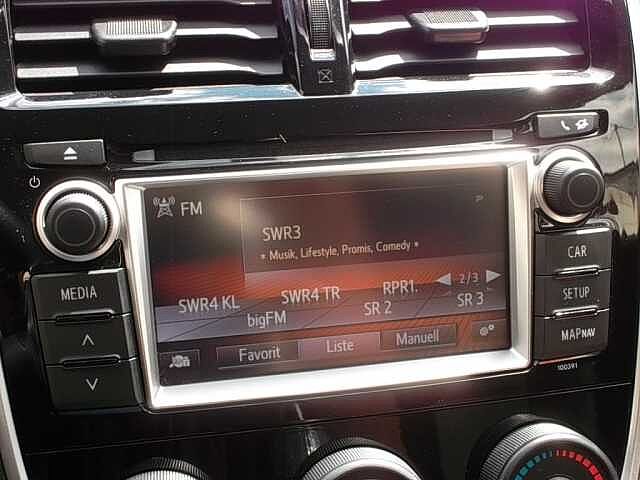 FM
SWR3
* Musik, Lifestyle, Promis, Comedy *
2/3
SWR4 KL SWR4 TR RPR1.
bigFM SR 2 SR 3
Favorit Liste Manuell
MEDIA
CAR
SETUP
MAP NAV
100391